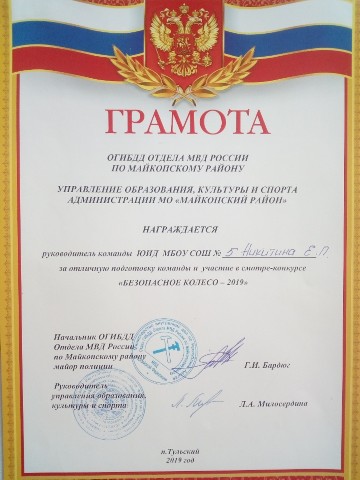 ГРАМОТА
ОГИБДД ОТДЕЛА МВД РОССИИ
ПО МАЙКОПСКОМУ РАЙОНУ
УПРАВЛЕНИЕ ОБРАЗОВАНИЯ, КУЛЬТУРЫ И СПОРТА
АДМИНИСТРАЦИИ МО «МАЙКОПСКИЙ РАЙОН»
НАГРАЖДАЕТСЯ
руководитель команды ЮИД МБОУ СОШ № 5 Никитина Е.П.
за отличную подготовку команды и участие в смотре-конкурсе
«БЕЗОПАСНОЕ КОЛЕСО – 2019»
Начальник ОГИБДД
Отдела МВД России
по Майкопскому району
майор полиции
Г.И. Бардюг
Руководитель
управления образования,
культуры и спорта
Л.А. Милосердина
п.Тульский
2019 год